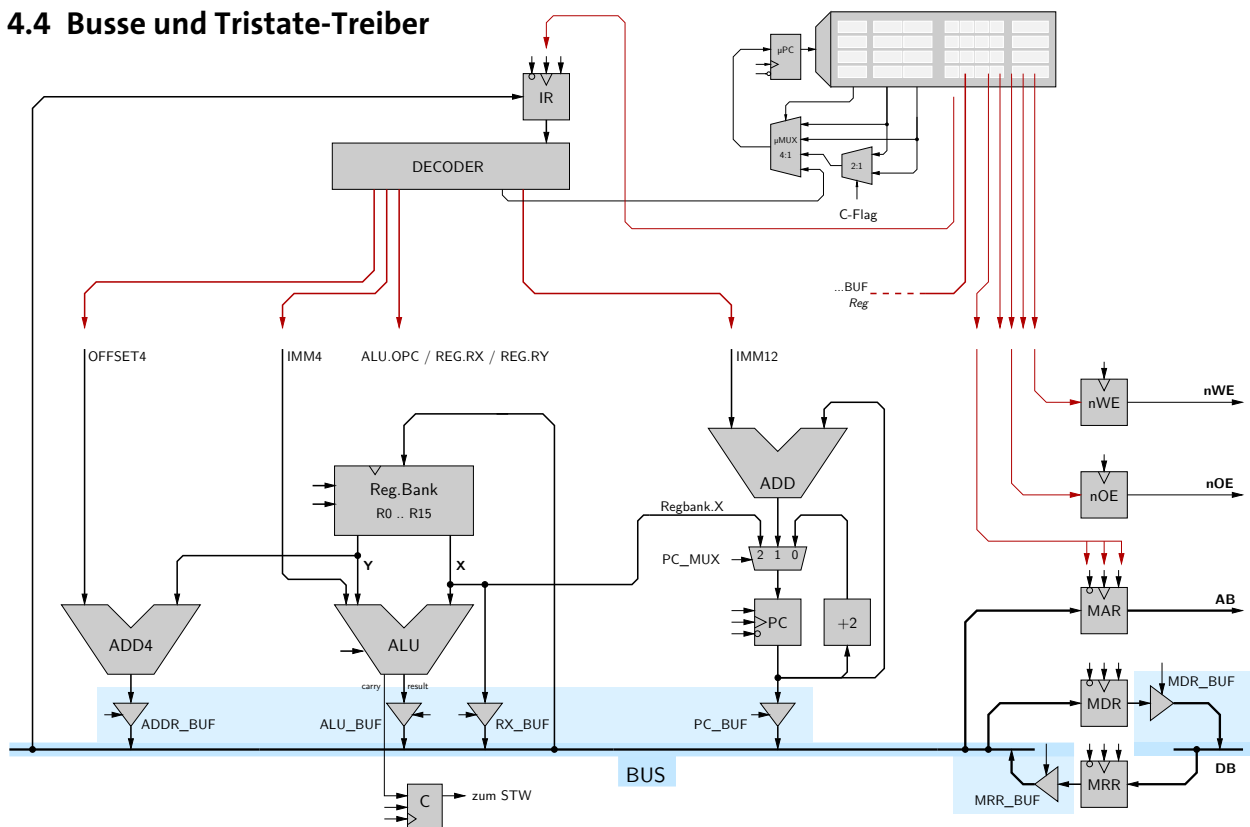 4.4 Busse und Tristate-Treiber
µPC
IR
µMUX
4:1
2:1
DECODER
C-Flag
...BUF
Reg
OFFSET4
IMM4
ALU.OPC / REG.RX / REG.RY
IMM12
nWE
nWE
ADD
Reg.Bank
R0 .. R15
nOE
nOE
Regbank.X
2 1 0
PC_MUX
Y
X
PC
+2
MAR
AB
ADD4
ALU
carry
result
MDR_BUF
MDR
ADDR_BUF
ALU_BUF
RX_BUF
PC_BUF
BUS
DB
MRR_BUF
MRR
C
zum STW